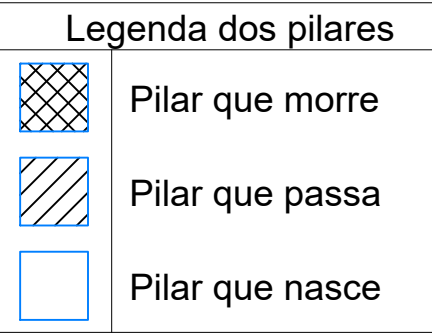 Legenda dos pilares
Pilar que morre
Pilar que passa
Pilar que nasce